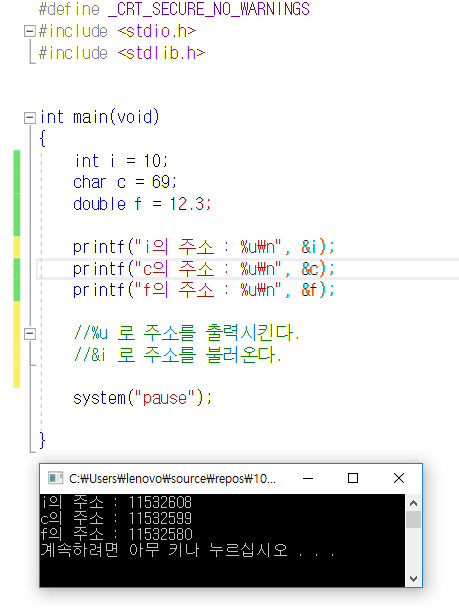 #define _CRT_SECURE_NO_WARNINGS
#include <stdio.h>
#include <stdlib.h>
int main(void)
{
int i = 10;
char c = 69;
double f = 12.3;
printf("i의 주소 : %u₩n", &i);
printf("c의 주소 : %u₩n", &c);
printf("f의 주소 : %u₩n", &f);
//%u 로 주소를 출력시킨다.
//&i 로 주소를 불러온다.
system("pause");
}
C:₩Users₩lenovo₩source₩repos₩10...
i의 주소 : 11532608
c의 주소 : 11532599
f의 주소 : 11532580
계속하려면 아무 키나 누르십시오 . . .